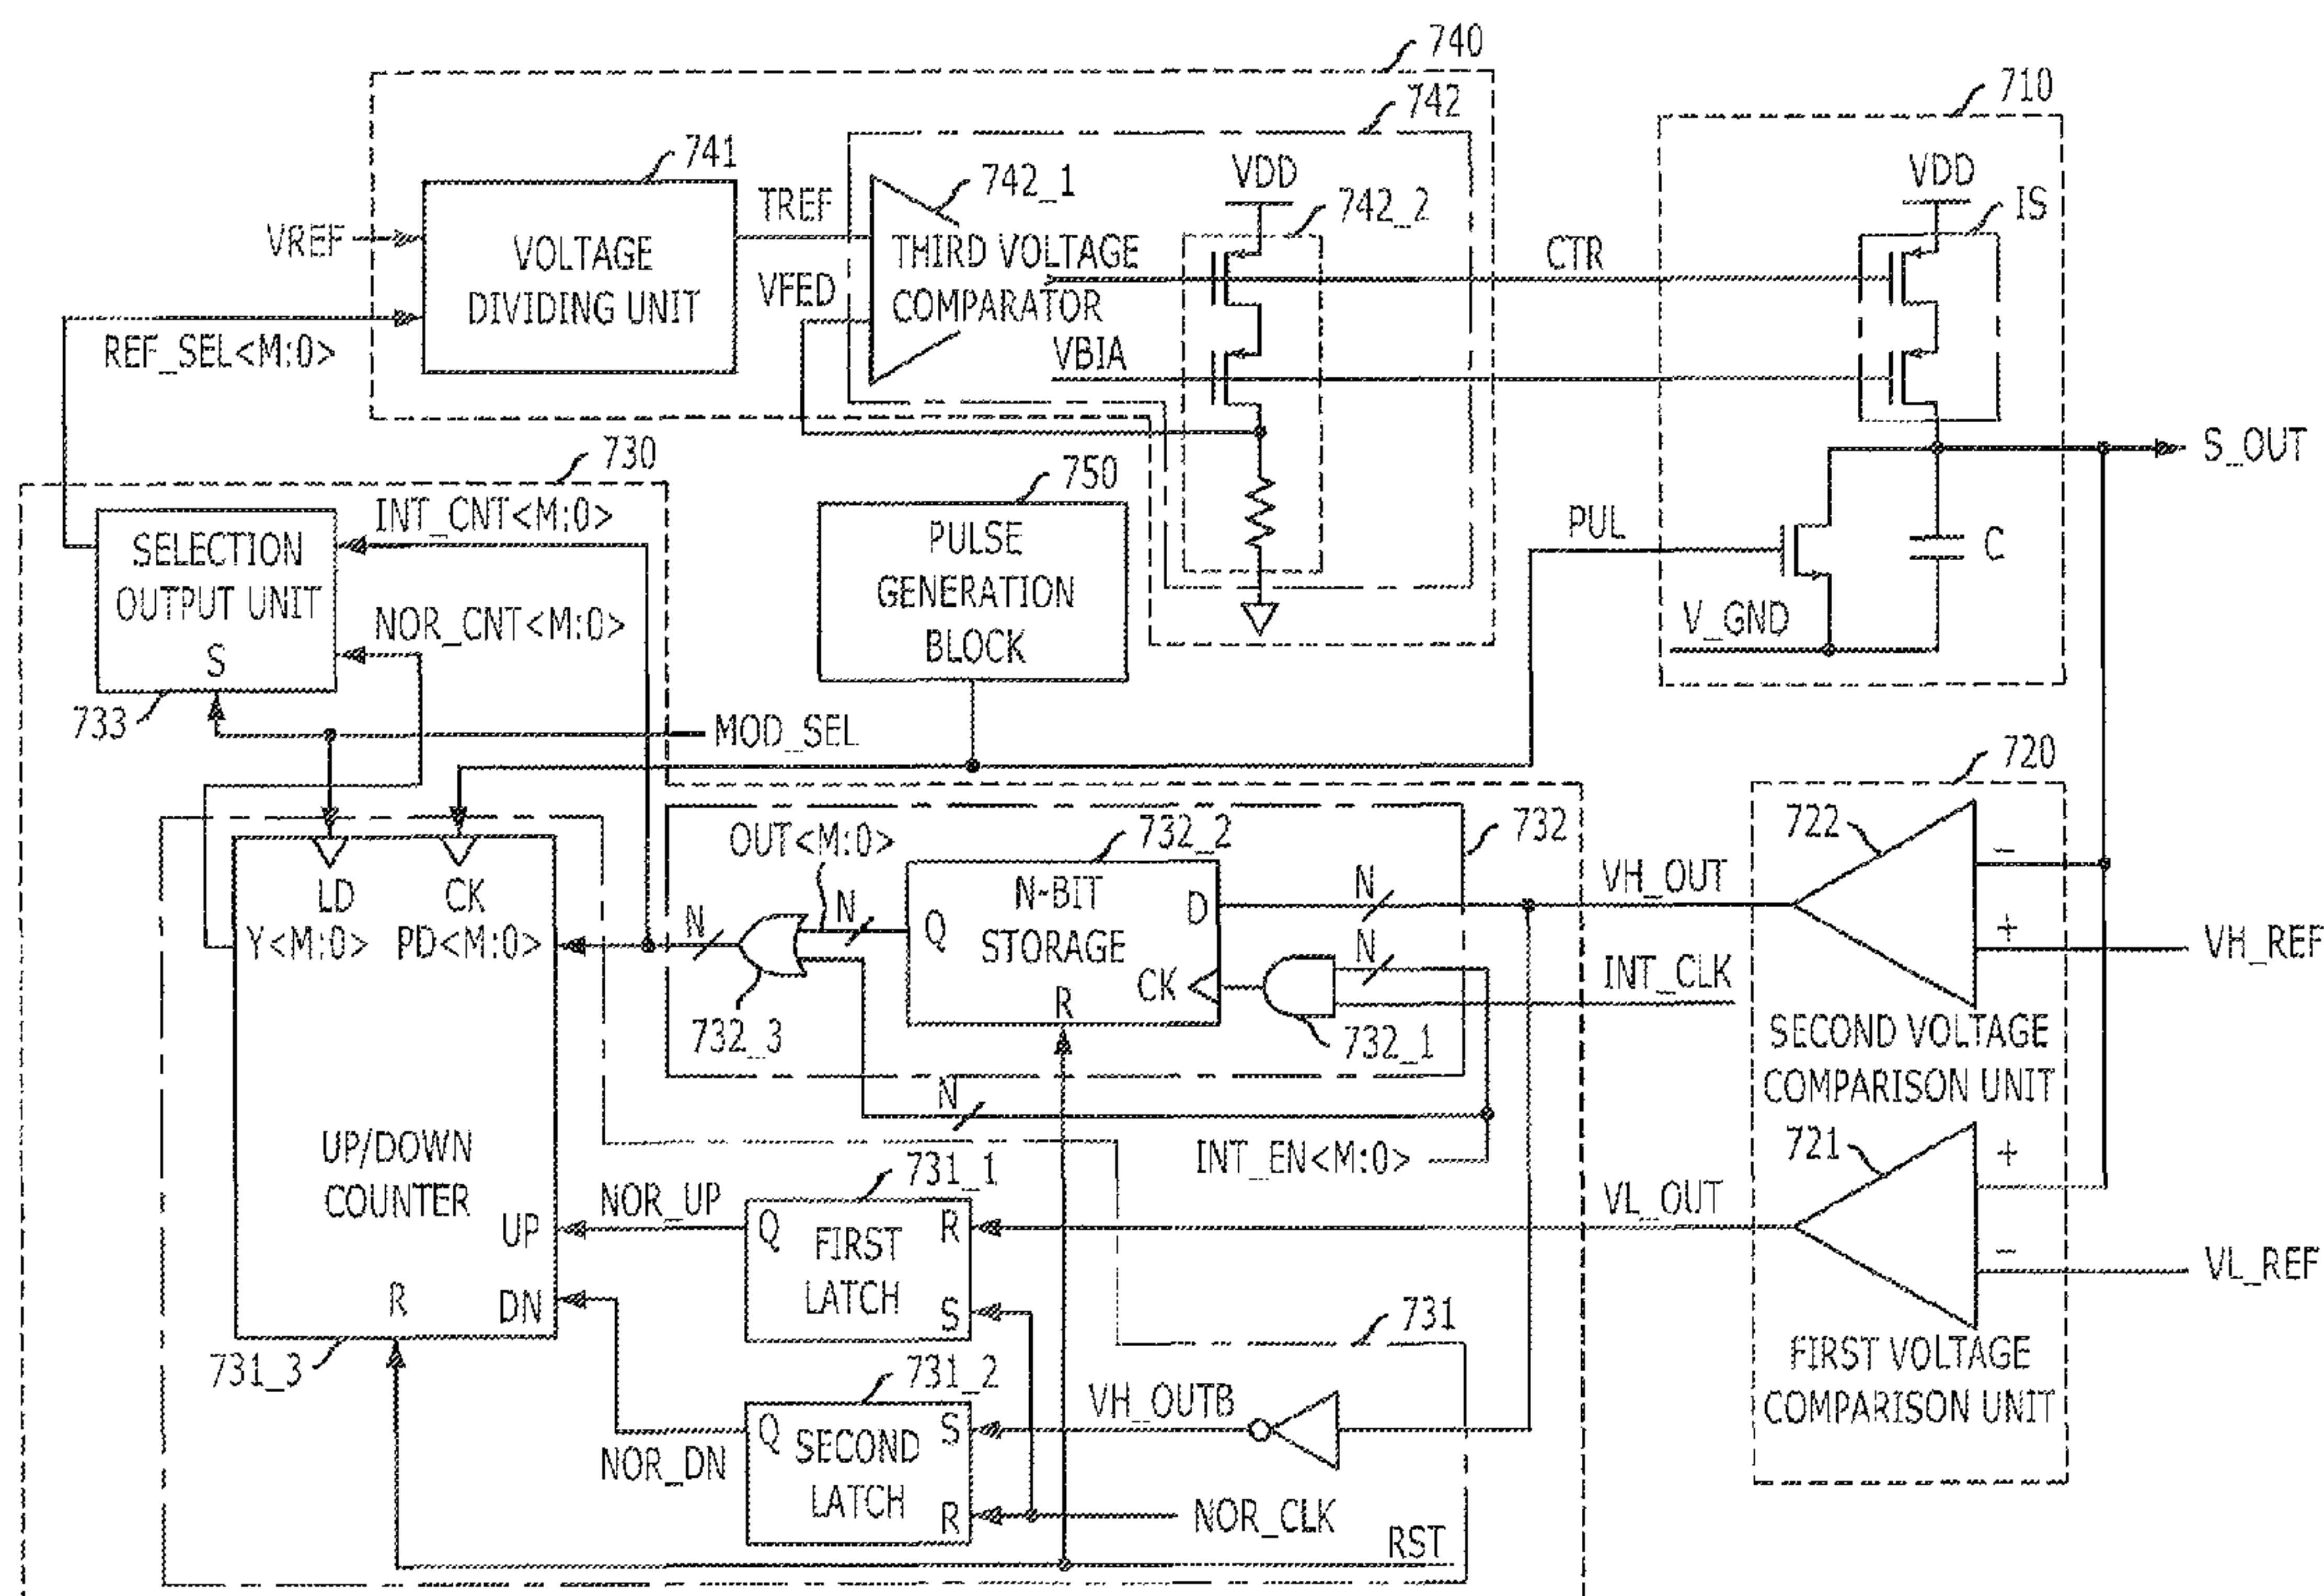 740
742
710
741
VOLTAGE
DIVIDING UNIT
VREF
REF_SEL<M:0>
TREF
VFED
742_1
THIRD VOLTAGE
COMPARATOR
VBIA
VDD
742_2
CTR
VDD
IS
S_OUT
PUL
C
V_GND
730
INT_CNT<M:0>
SELECTION
OUTPUT UNIT
S
NOR_CNT<M:0>
733
750
PULSE
GENERATION
BLOCK
MOD_SEL
720
722
-
+
VH_OUT
VH_REF
INT_CLK
SECOND VOLTAGE
COMPARISON UNIT
721
+
-
VL_OUT
VL_REF
FIRST VOLTAGE
COMPARISON UNIT
732
OUT<M:0>
732_2
N-BIT
STORAGE
Q
D
CK
R
N
N
N
N
N
732_3
732_1
INT_EN<M:0>
LD
CK
Y<M:0>
PD<M:0>
UP/DOWN
COUNTER
UP
DN
R
731_3
NOR_UP
731_1
Q
FIRST
LATCH
R
S
731
731_2
Q
SECOND
LATCH
S
R
NOR_DN
VH_OUTB
NOR_CLK
RST